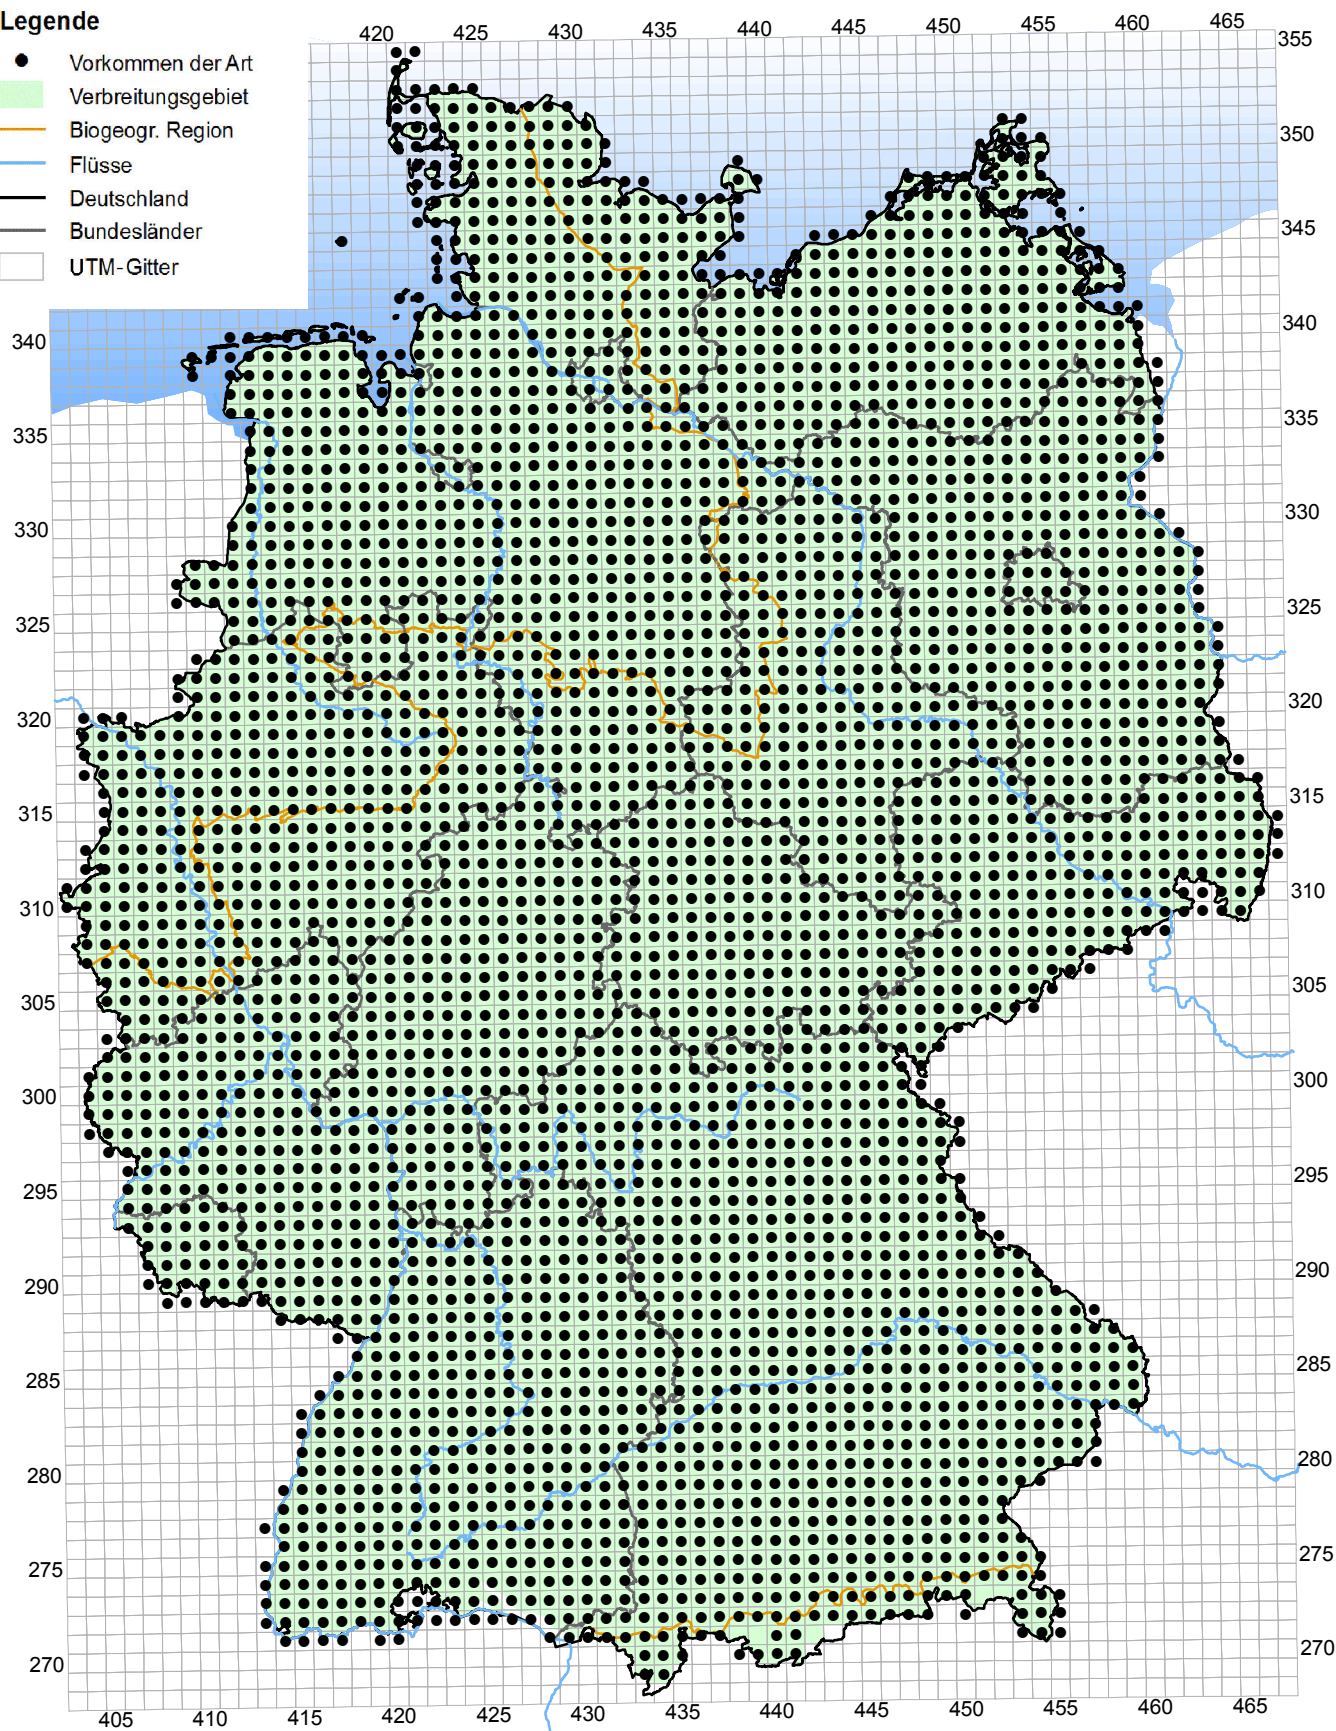 Legende
Vorkommen der Art
Verbreitungsgebiet
Biogeogr. Region
Flüsse
Deutschland
Bundesländer
UTM-Gitter
420 425 430 435 440 445 450 455 460 465
355
350
345
340 340
335 335
330 330
325 325
320 320
315 315
310 310
305 305
300 300
295 295
290 290
285 285
280 280
275 275
270 270
405 410 415 420 425 430 435 440 445 450 455 460 465